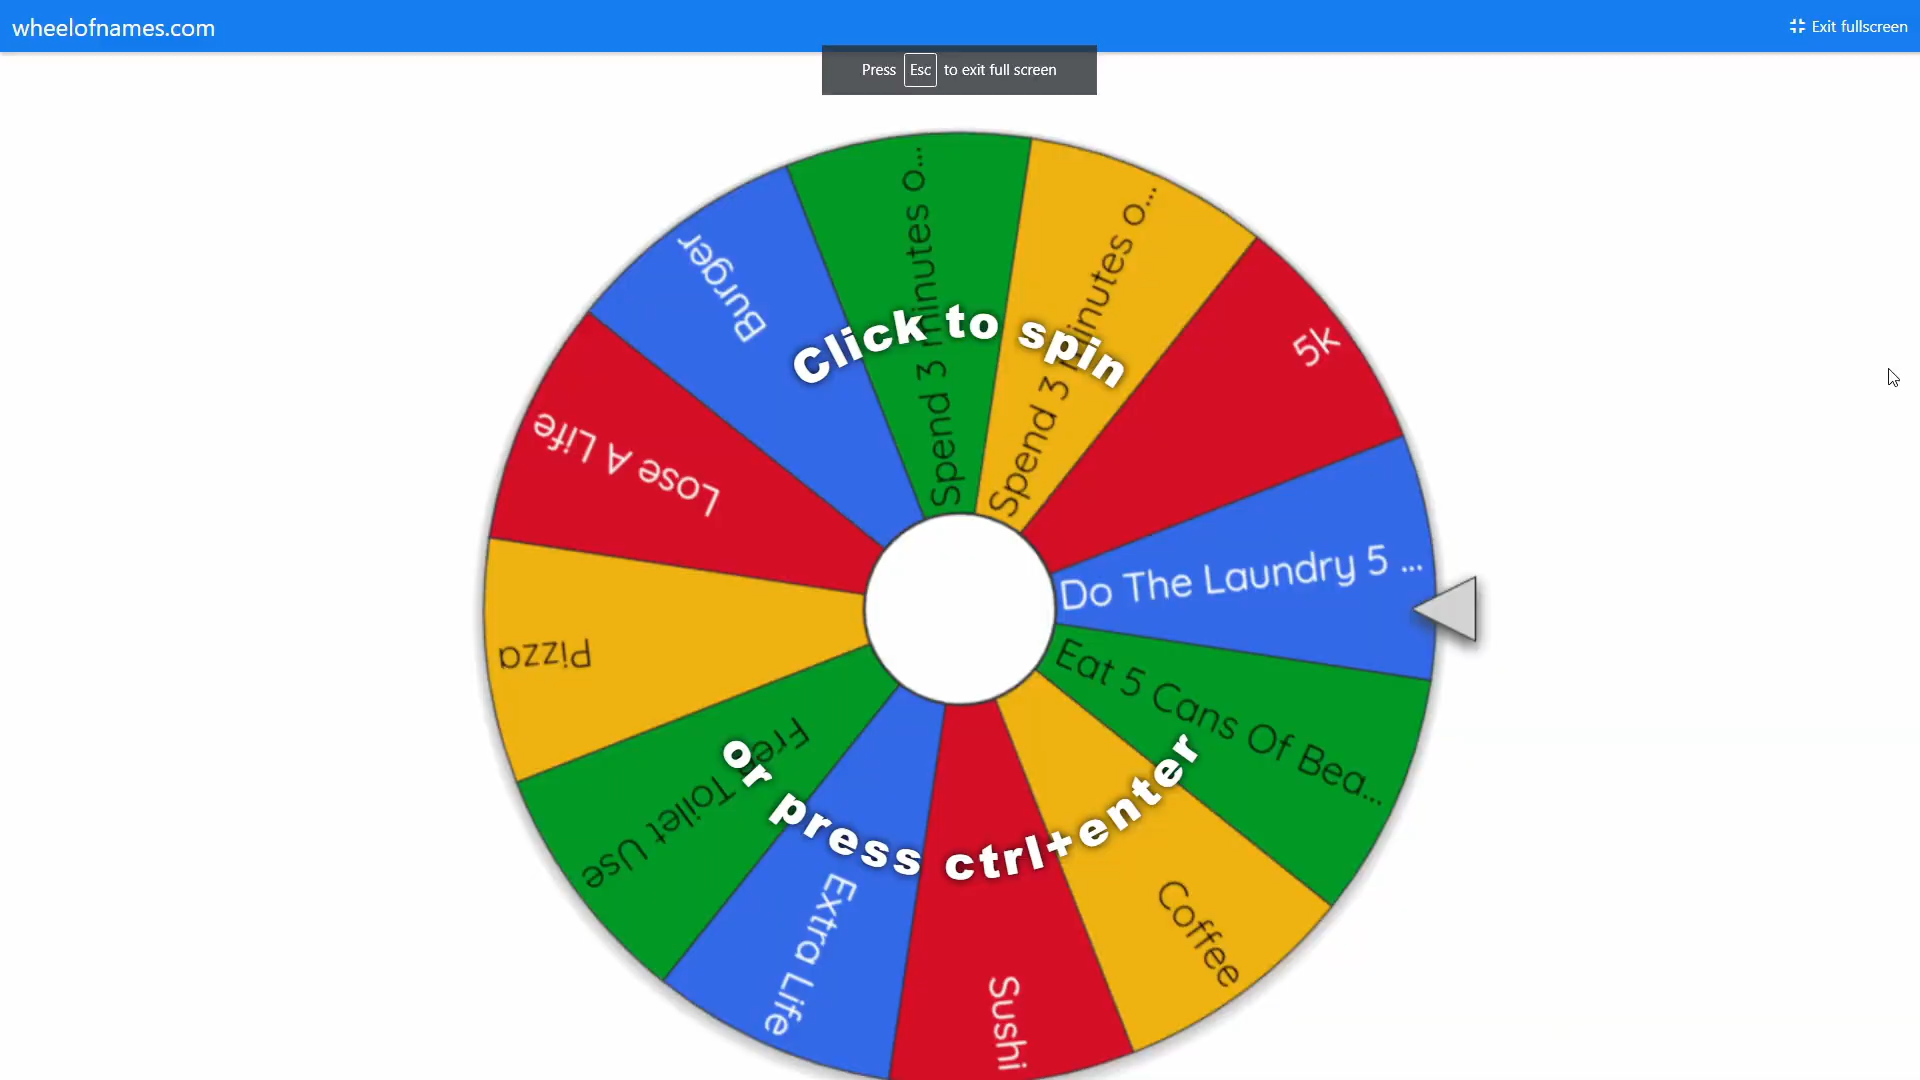 wheelofnames.com
Exit fullscreen
Press Esc to exit full screen
Click to spin
or press ctrl+enter
Spend 3 minutes o...
Spend 3 minutes o...
5k
Do The Laundry 5 ...
Eat 5 Cans Of Bea...
Coffee
Sushi
Extra Life
Free Toilet Use
Pizza
Lose A Life
Burger